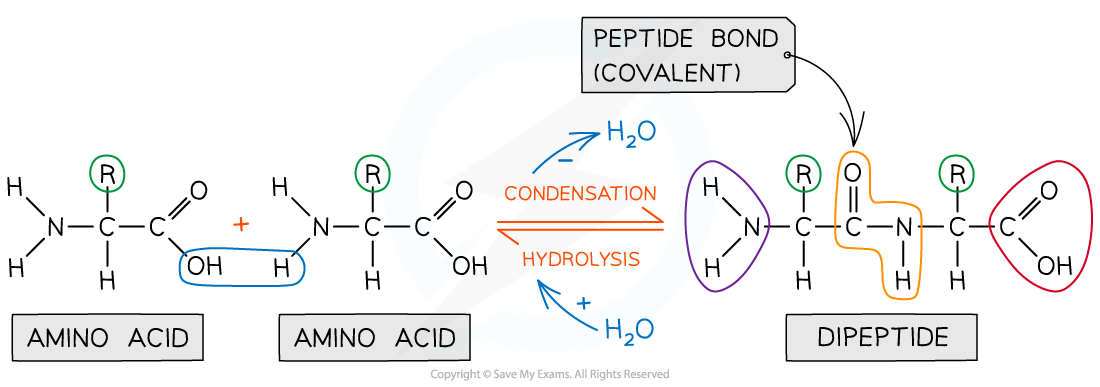 PEPTIDE BOND
(COVALENT)
H₂O
−
CONDENSATION
HYDROLYSIS
+
H₂O
H
H
N
R
C
H
C
O
OH
+
H
H
N
R
C
H
C
O
OH
H
H
N
R
C
H
O
C
N
H
R
C
H
C
O
OH
AMINO ACID
AMINO ACID
DIPEPTIDE
Copyright © Save My Exams. All Rights Reserved